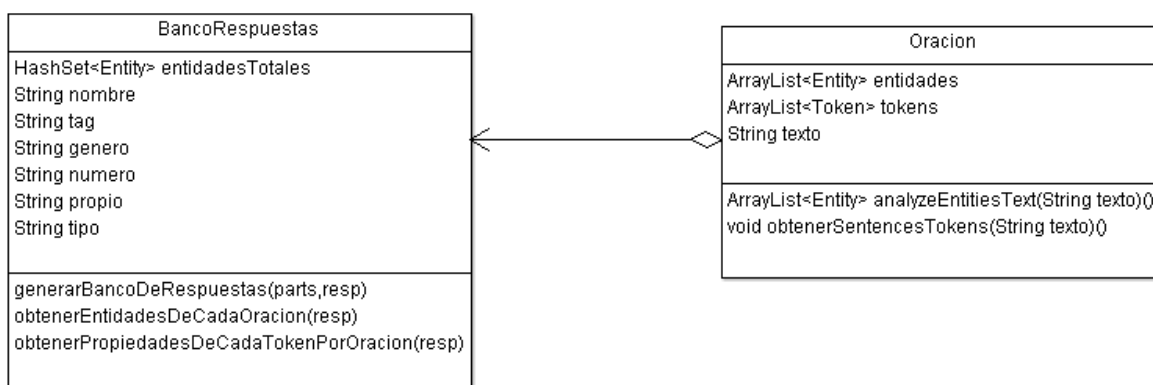 BancoRespuestas
HashSet<Entity> entidadesTotales
String nombre
String tag
String genero
String numero
String propio
String tipo
generarBancoDeRespuestas(parts,resp)
obtenerEntidadesDeCadaOracion(resp)
obtenerPropiedadesDeCadaTokenPorOracion(resp)
Oracion
ArrayList<Entity> entidades
ArrayList<Token> tokens
String texto
ArrayList<Entity> analyzeEntitiesText(String texto)()
void obtenerSentencesTokens(String texto)()